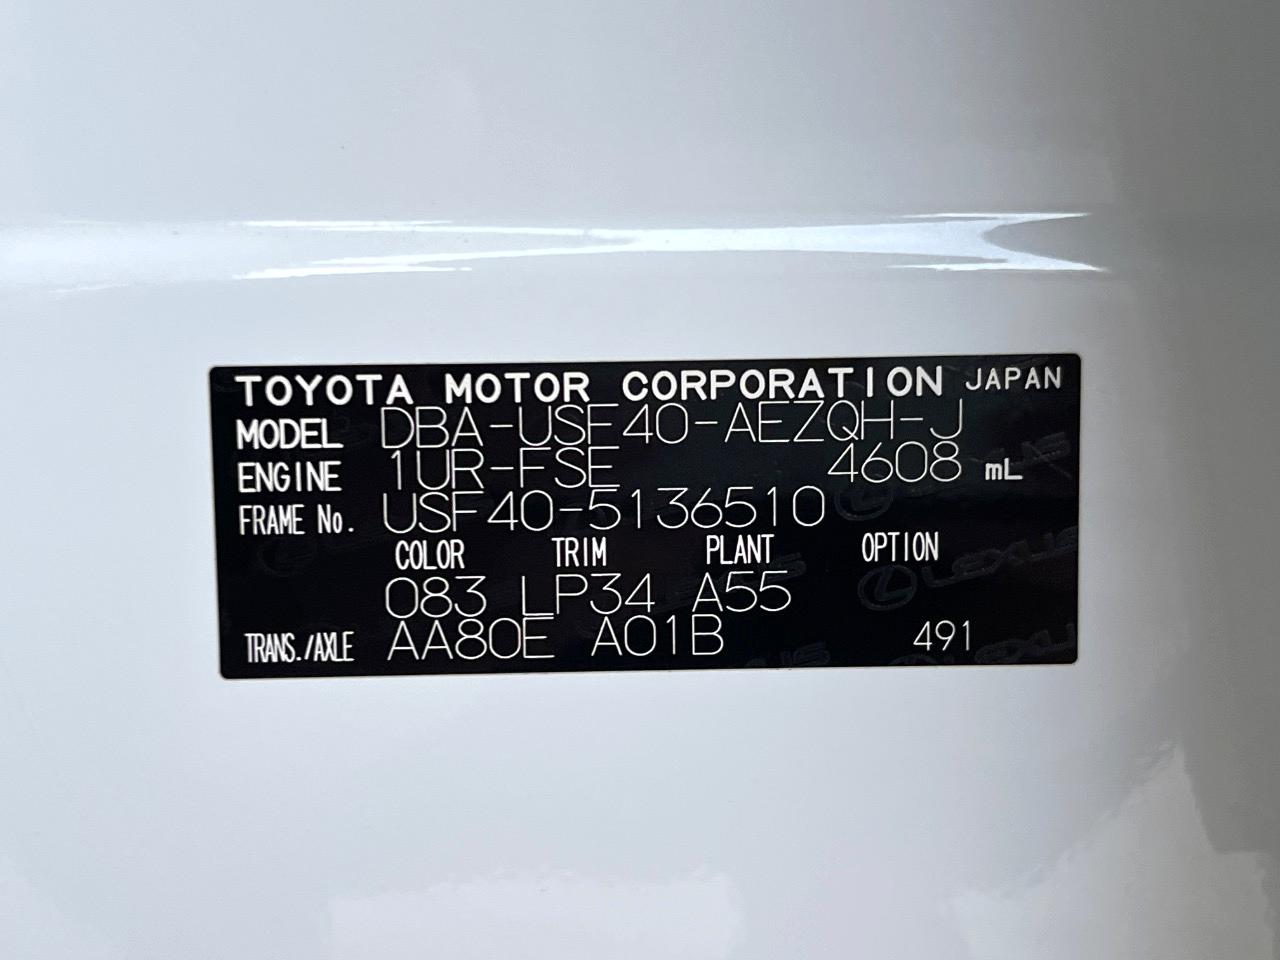 TOYOTA MOTOR CORPORATION JAPAN
MODEL DBA-USF40-AEZQH-J
ENGINE 1UR-FSE 4608 mL
FRAME No. USF40-5136510
COLOR TRIM PLANT OPTION
083 LP34 A55
TRANS./AXLE AA80E A01B 491
LEXUS